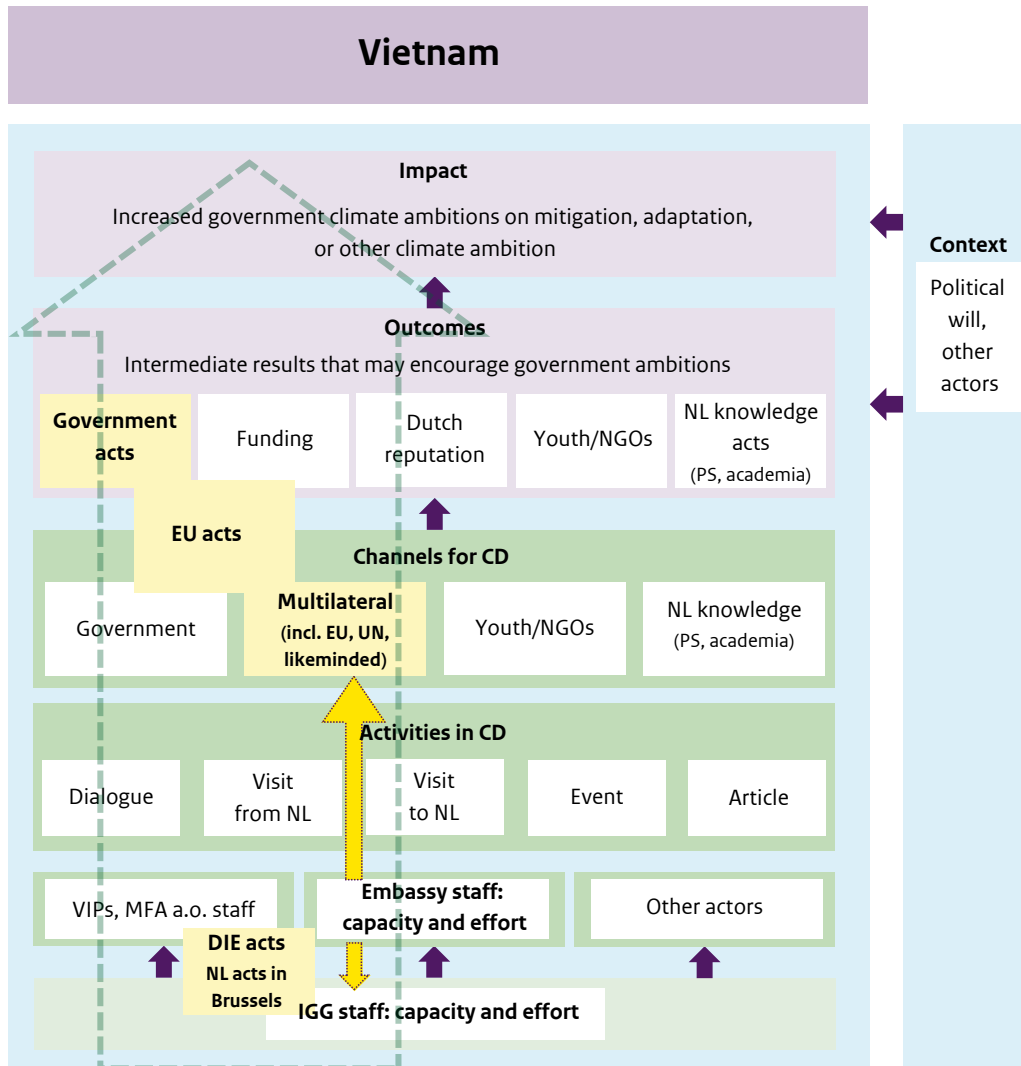 Vietnam
Impact
Increased government climate ambitions on mitigation, adaptation,
or other climate ambition
Context
Political
will,
other
actors
Outcomes
Intermediate results that may encourage government ambitions
Government
acts
Funding
Dutch
reputation
Youth/NGOs
NL knowledge
acts
(PS, academia)
EU acts
Channels for CD
Government
Multilateral
(incl. EU, UN,
likeminded)
Youth/NGOs
NL knowledge
(PS, academia)
Activities in CD
Dialogue
Visit
from NL
Visit
to NL
Event
Article
VIPs, MFA a.o. staff
Embassy staff:
capacity and effort
Other actors
DIE acts
NL acts in
Brussels
IGG staff: capacity and effort